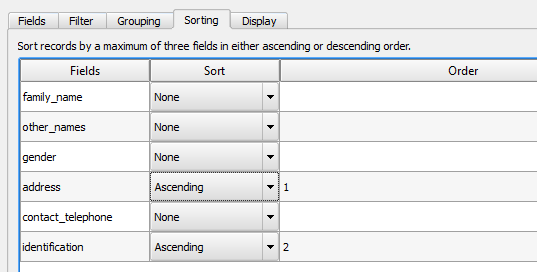 Fields Filter Grouping Sorting Display
Sort records by a maximum of three fields in either ascending or descending order.
Fields Sort Order
family_name None
other_names None
gender None
address Ascending 1
contact_telephone None
identification Ascending 2